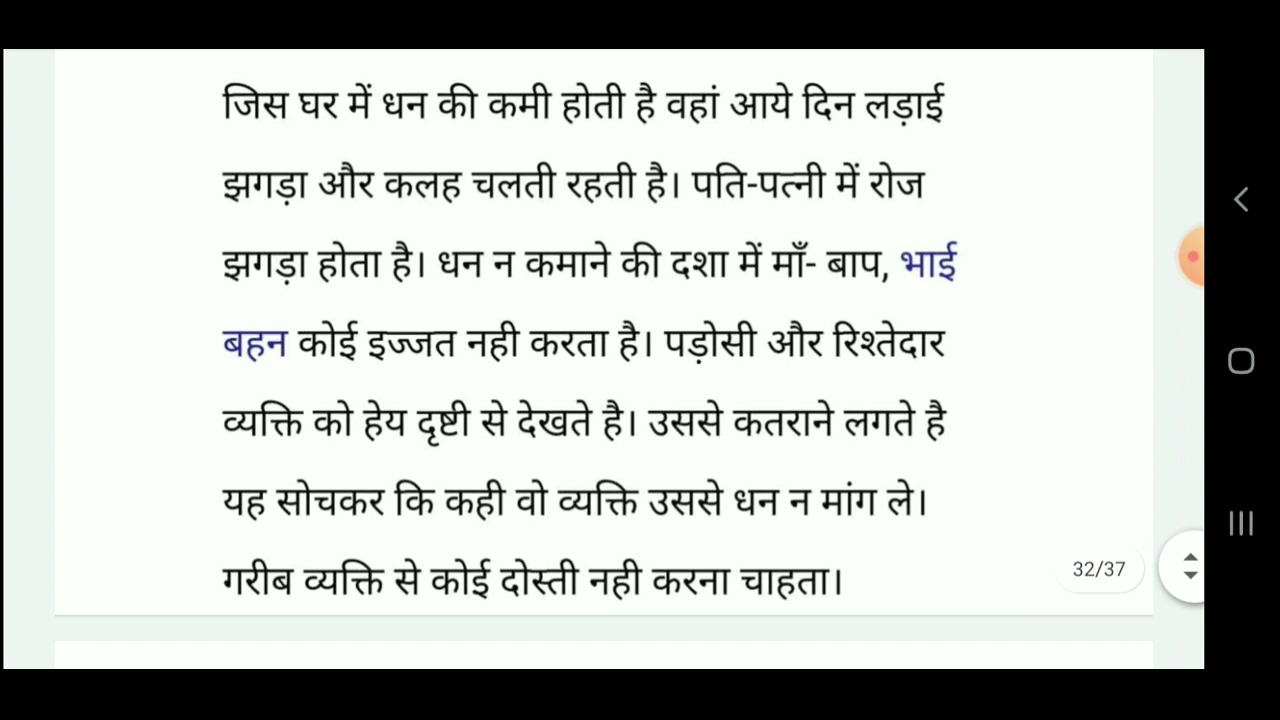 जिस घर में धन की कमी होती है वहां आये दिन लड़ाई
झगड़ा और कलह चलती रहती है। पति-पत्नी में रोज
झगड़ा होता है। धन न कमाने की दशा में माँ- बाप, भाई
बहन कोई इज्जत नही करता है। पड़ोसी और रिश्तेदार
व्यक्ति को हेय दृष्टी से देखते है। उससे कतराने लगते है
यह सोचकर कि कही वो व्यक्ति उससे धन न मांग ले।
गरीब व्यक्ति से कोई दोस्ती नही करना चाहता।
32/37